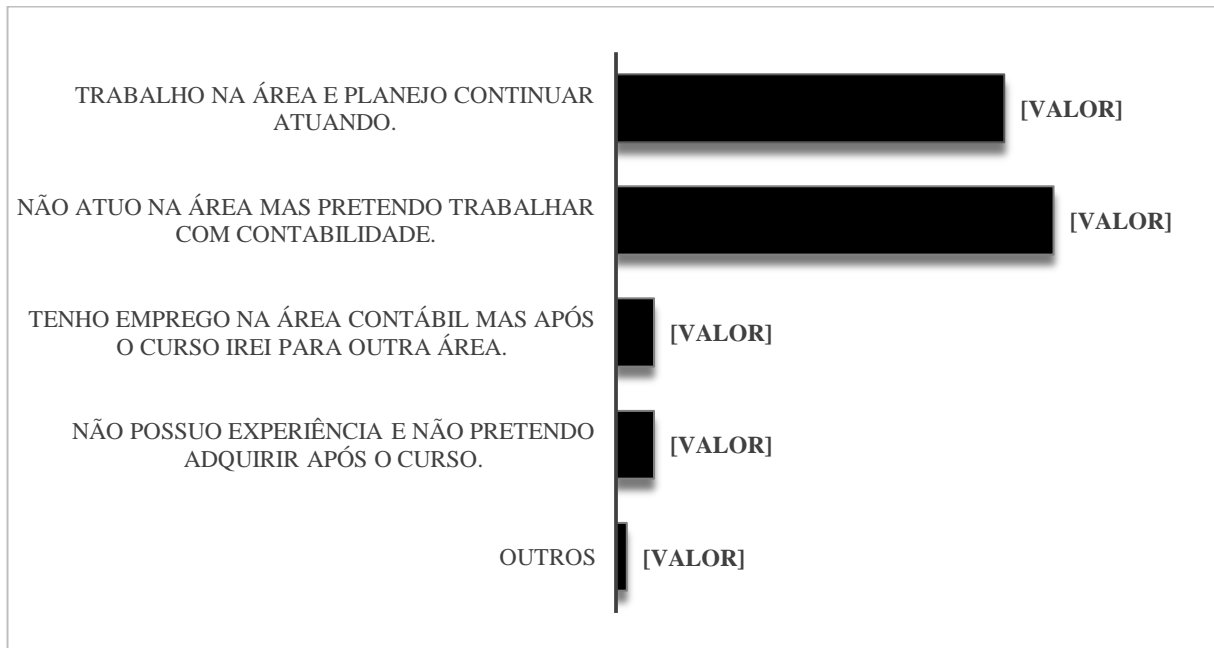 TRABALHO NA ÁREA E PLANEJO CONTINUAR
ATUANDO.
[VALOR]
NÃO ATUO NA ÁREA MAS PRETENDO TRABALHAR
COM CONTABILIDADE.
[VALOR]
TENHO EMPREGO NA ÁREA CONTÁBIL MAS APÓS
O CURSO IREI PARA OUTRA ÁREA.
[VALOR]
NÃO POSSUO EXPERIÊNCIA E NÃO PRETENDO
ADQUIRIR APÓS O CURSO.
[VALOR]
OUTROS
[VALOR]